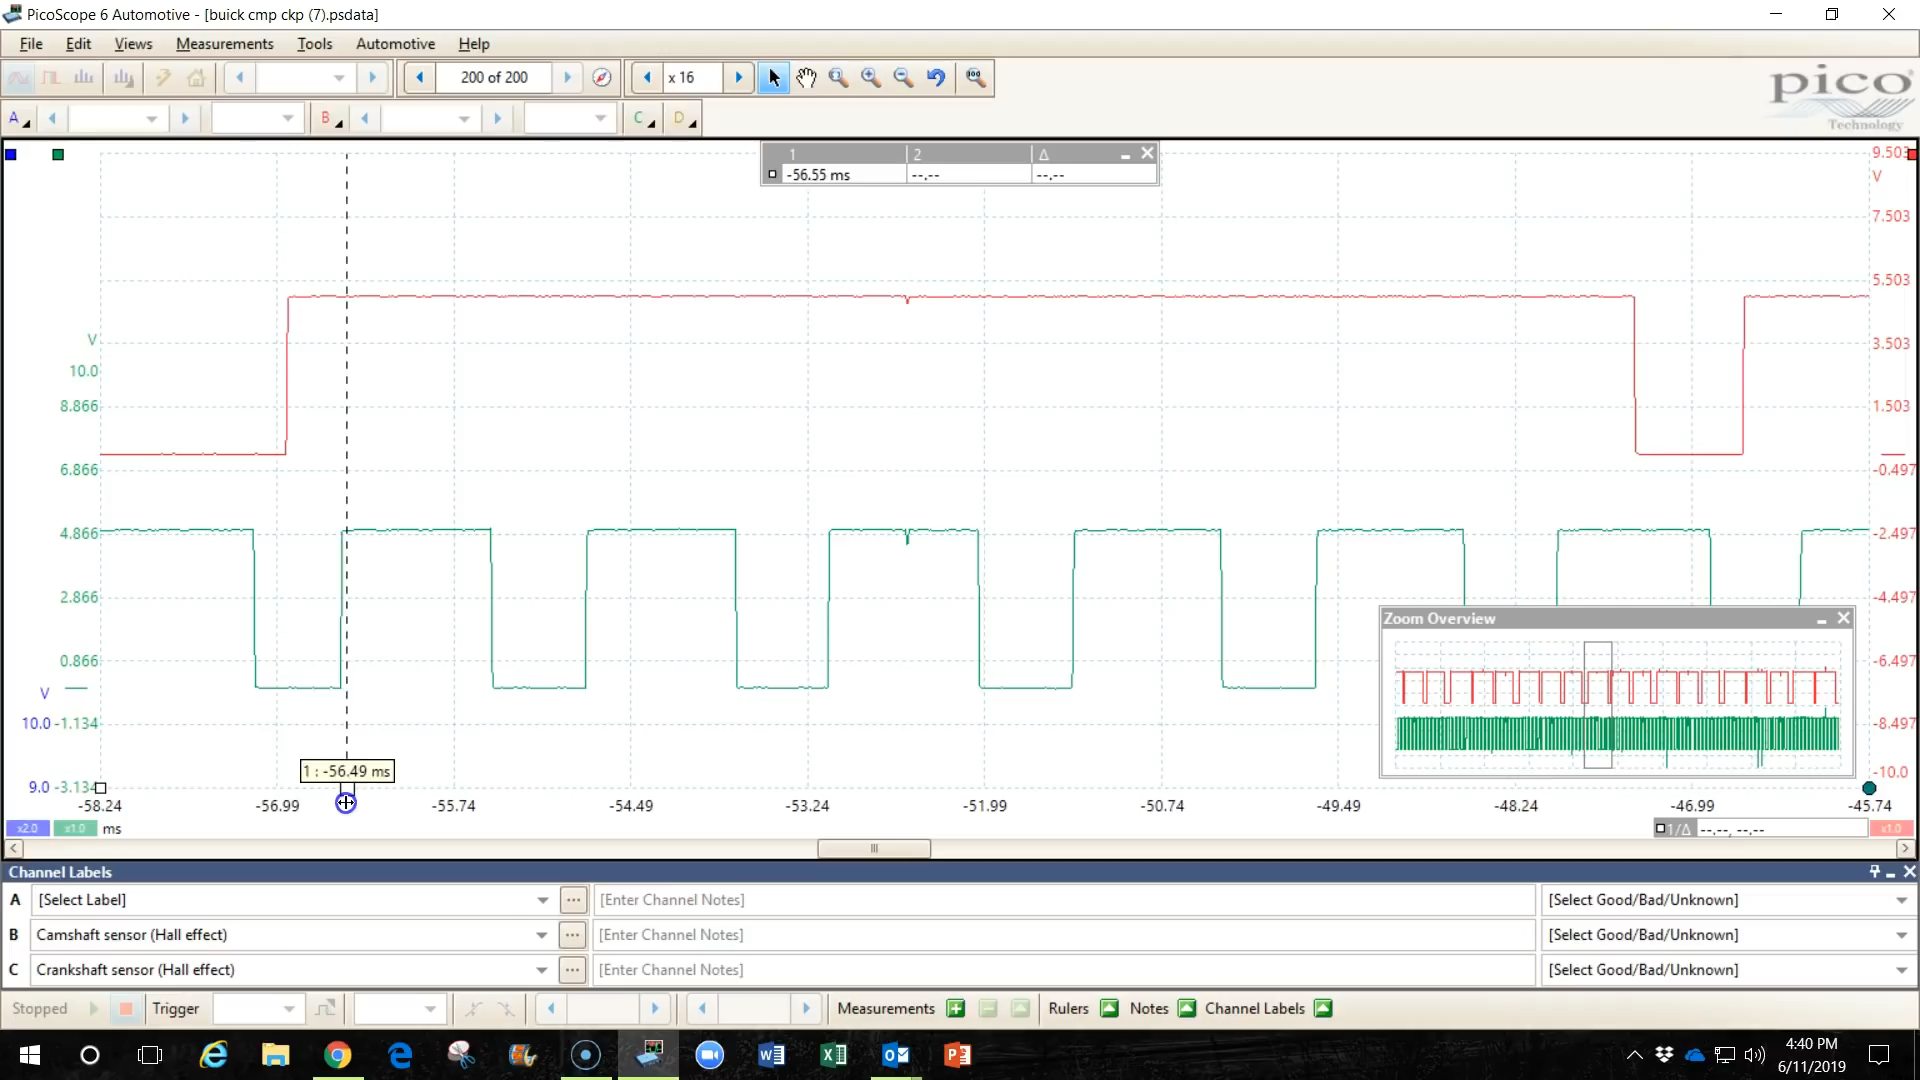 PicoScope 6 Automotive - [buick cmp ckp (7).psdata]
File Edit Views Measurements Tools Automotive Help
200 of 200 x 16
pico
Technology
A B C D
1 2 Δ
-56.55 ms --.-- --.--
9.503
V
7.503
5.503
3.503
1.503
-0.497
-2.497
-4.497
-6.497
-8.497
-10.0
V
10.0
8.866
6.866
4.866
2.866
0.866
-1.134
-3.134
V
10.0
9.0
Zoom Overview
1 : -56.49 ms
-58.24 -56.99 -55.74 -54.49 -53.24 -51.99 -50.74 -49.49 -48.24 -46.99 -45.74
x2.0 x1.0 ms 1/Δ --.--, --.-- x1.0
Channel Labels
A [Select Label] ... [Enter Channel Notes] [Select Good/Bad/Unknown]
B Camshaft sensor (Hall effect) ... [Enter Channel Notes] [Select Good/Bad/Unknown]
C Crankshaft sensor (Hall effect) ... [Enter Channel Notes] [Select Good/Bad/Unknown]
Stopped Trigger Measurements Rulers Notes Channel Labels
4:40 PM
6/11/2019